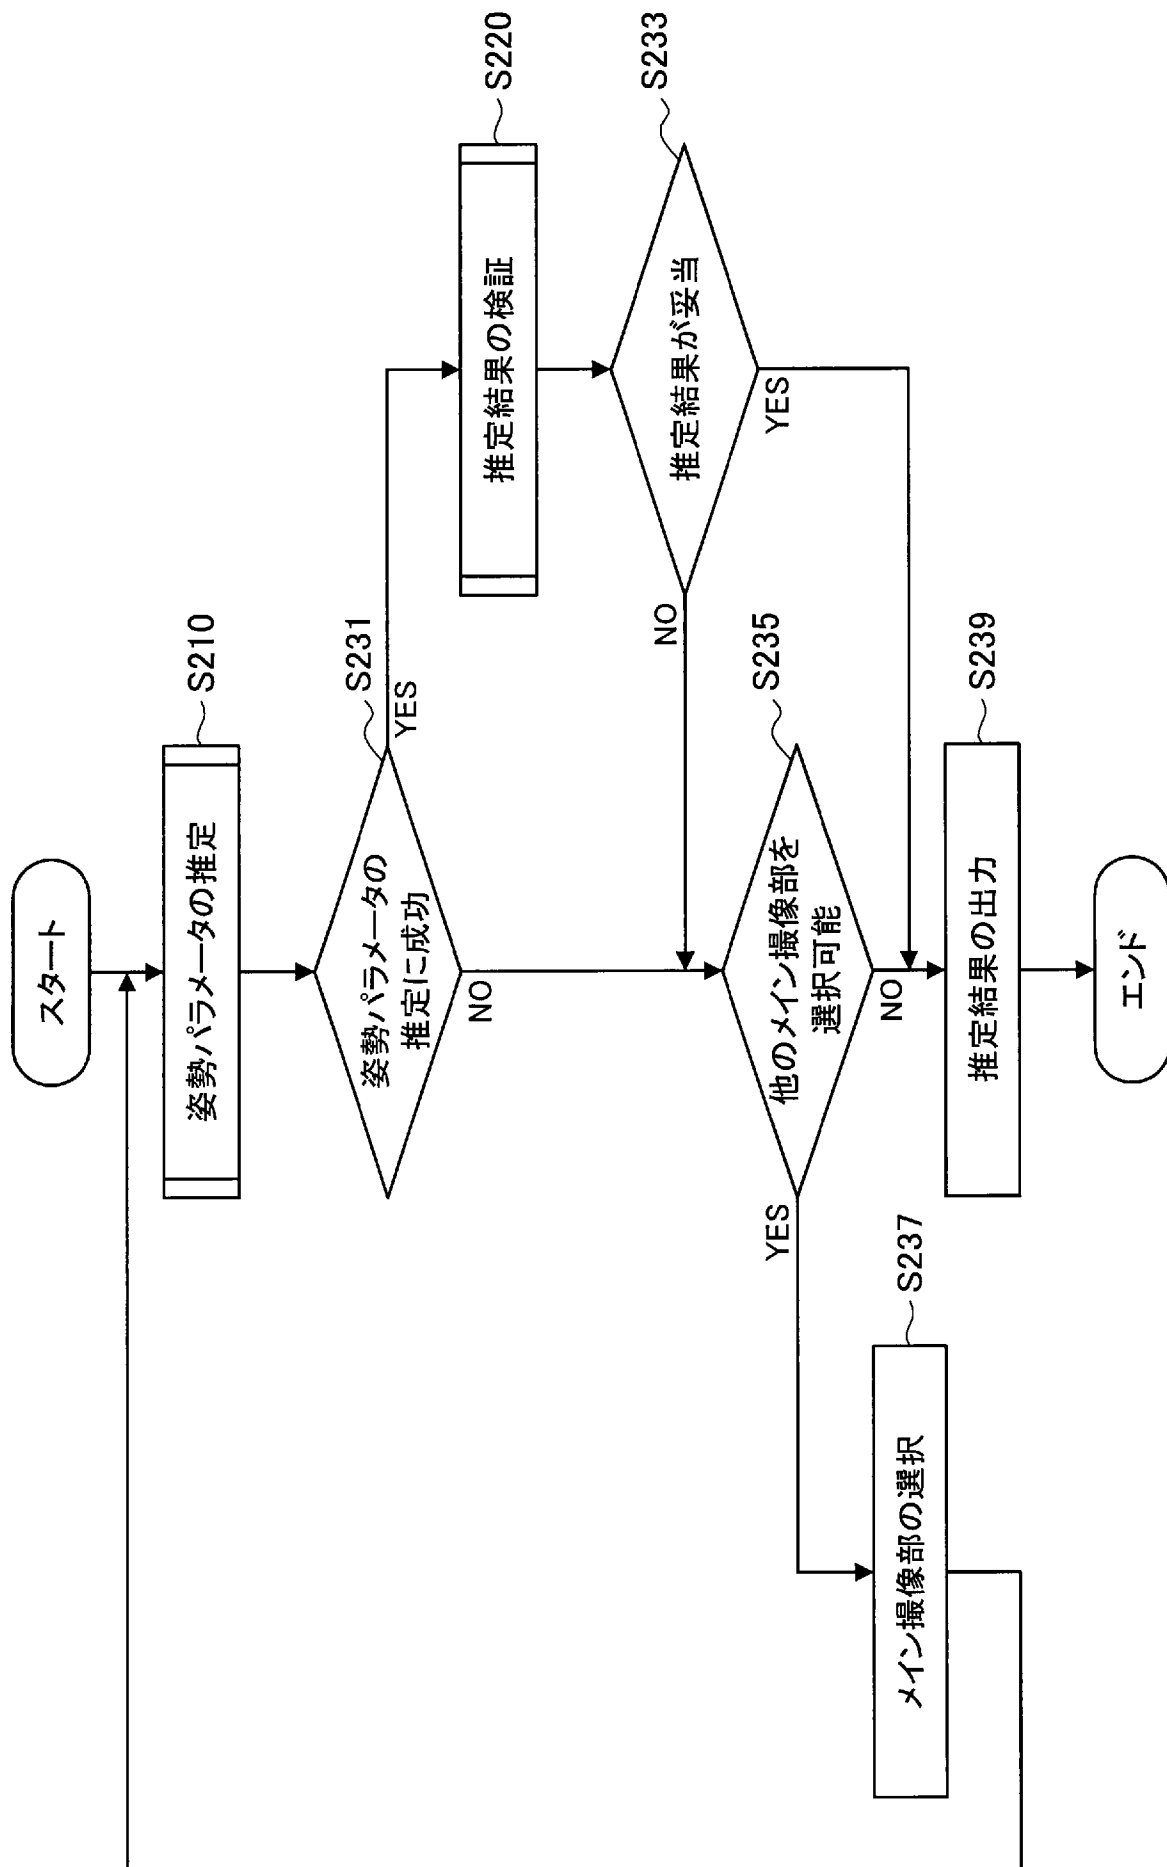 スタート
姿勢パラメータの推定
S210
姿勢パラメータの
推定に成功
S231
YES
NO
推定結果の検証
S220
推定結果が妥当
S233
NO
YES
他のメイン撮像部を
選択可能
S235
YES
NO
メイン撮像部の選択
S237
推定結果の出力
S239
エンド